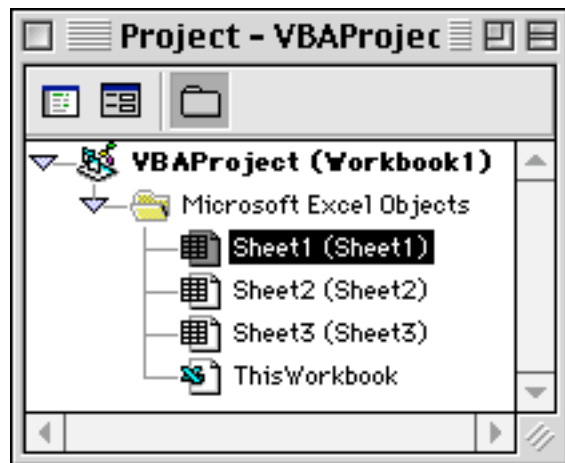 Project - VBAProjec
VBAProject (Workbook1)
Microsoft Excel Objects
Sheet1 (Sheet1)
Sheet2 (Sheet2)
Sheet3 (Sheet3)
ThisWorkbook